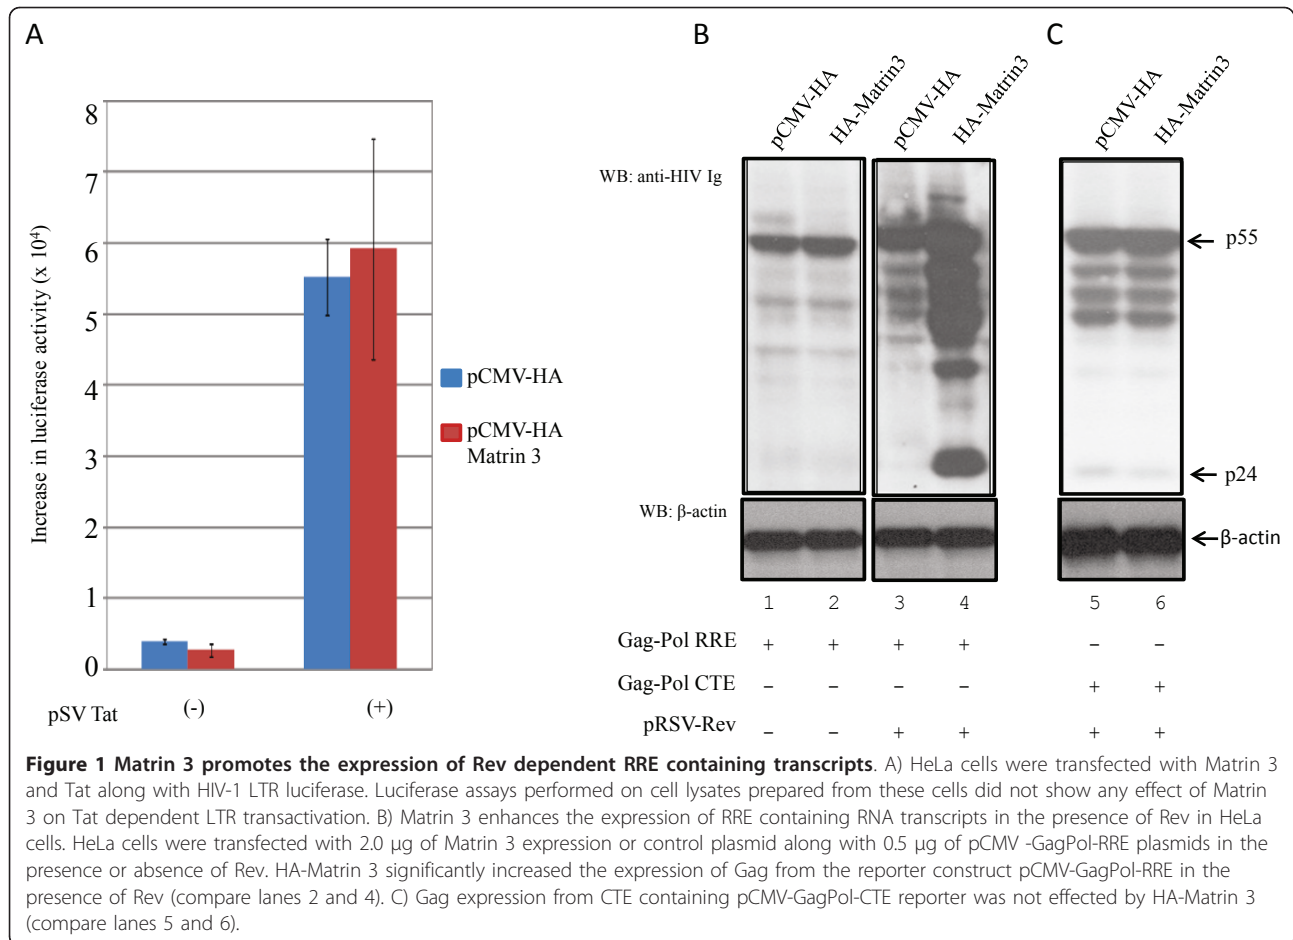 A
B
C
8
7
6
5
4
3
2
1
0
Increase in luciferase activity (x 10⁴)
pCMV-HA
pCMV-HA
Matrin 3
pSV Tat
(-)
(+)
pCMV-HA
HA-Matrin3
pCMV-HA
HA-Matrin3
pCMV-HA
HA-Matrin3
WB: anti-HIV Ig
p55
p24
WB: β-actin
β-actin
1 2 3 4 5 6
Gag-Pol RRE + + + + – –
Gag-Pol CTE – – – – + +
pRSV-Rev – – + + + +
Figure 1 Matrin 3 promotes the expression of Rev dependent RRE containing transcripts. A) HeLa cells were transfected with Matrin 3
and Tat along with HIV-1 LTR luciferase. Luciferase assays performed on cell lysates prepared from these cells did not show any effect of Matrin
3 on Tat dependent LTR transactivation. B) Matrin 3 enhances the expression of RRE containing RNA transcripts in the presence of Rev in HeLa
cells. HeLa cells were transfected with 2.0 μg of Matrin 3 expression or control plasmid along with 0.5 μg of pCMV -GagPol-RRE plasmids in the
presence or absence of Rev. HA-Matrin 3 significantly increased the expression of Gag from the reporter construct pCMV-GagPol-RRE in the
presence of Rev (compare lanes 2 and 4). C) Gag expression from CTE containing pCMV-GagPol-CTE reporter was not effected by HA-Matrin 3
(compare lanes 5 and 6).